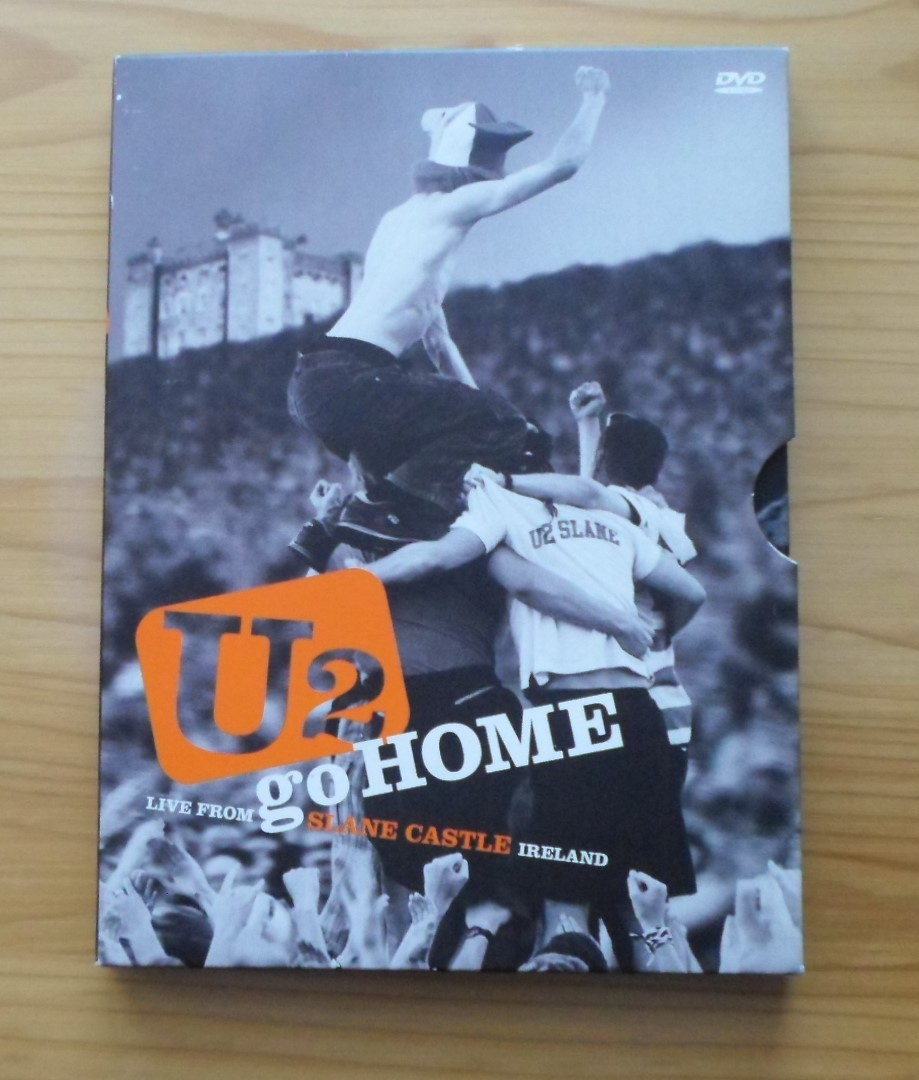 DVD
U2 SLANE
U2
go HOME
LIVE FROM
SLANE CASTLE IRELAND